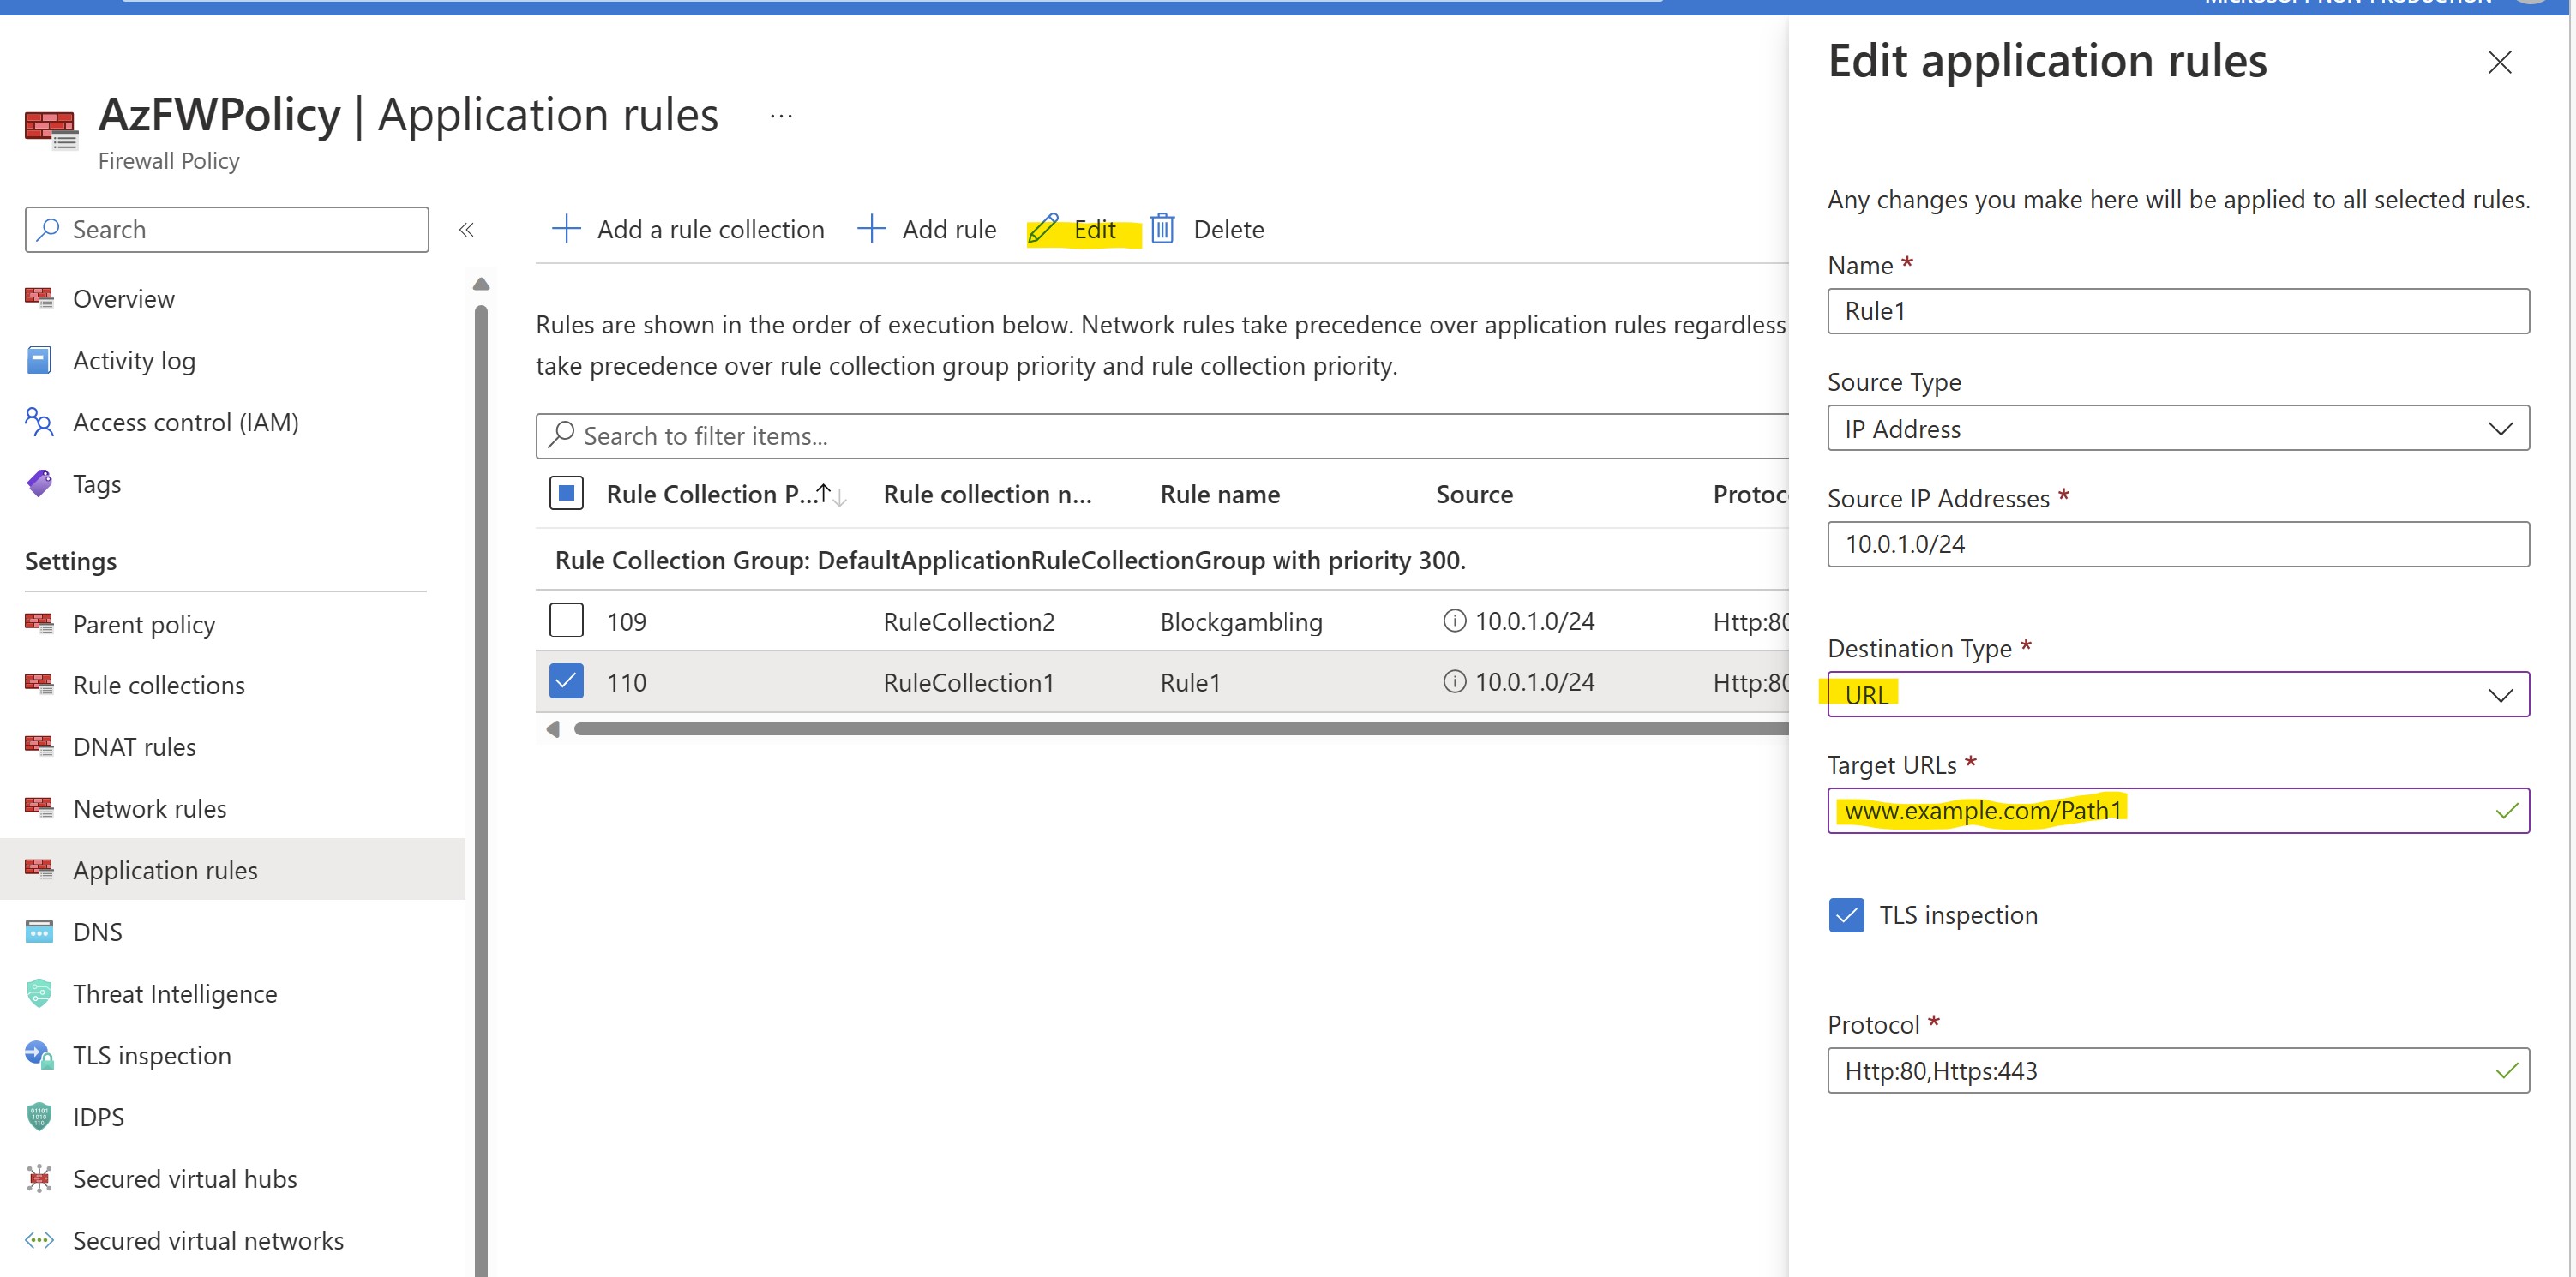 MICROSOFT NON-PRODUCTION
AzFWPolicy | Application rules ...
Firewall Policy
Search
Overview
Activity log
Access control (IAM)
Tags
Settings
Parent policy
Rule collections
DNAT rules
Network rules
Application rules
DNS
Threat Intelligence
TLS inspection
IDPS
Secured virtual hubs
Secured virtual networks
Add a rule collection Add rule Edit Delete
Rules are shown in the order of execution below. Network rules take precedence over application rules regardless
take precedence over rule collection group priority and rule collection priority.
Search to filter items...
Rule Collection P... Rule collection n... Rule name Source Protoc
Rule Collection Group: DefaultApplicationRuleCollectionGroup with priority 300.
109 RuleCollection2 Blockgambling 10.0.1.0/24 Http:80
110 RuleCollection1 Rule1 10.0.1.0/24 Http:80
Edit application rules
Any changes you make here will be applied to all selected rules.
Name *
Rule1
Source Type
IP Address
Source IP Addresses *
10.0.1.0/24
Destination Type *
URL
Target URLs *
www.example.com/Path1
TLS inspection
Protocol *
Http:80,Https:443